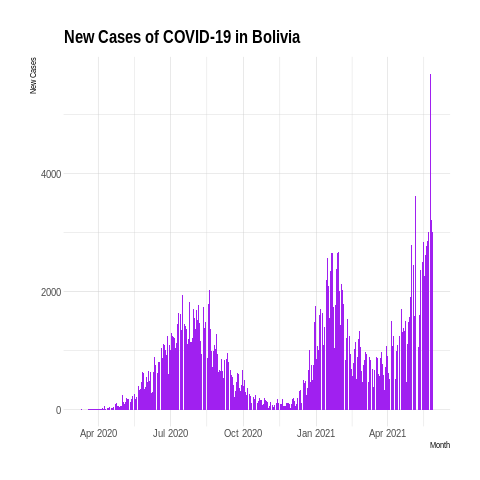 New Cases of COVID-19 in Bolivia
New Cases
4000
2000
0
Apr 2020 Jul 2020 Oct 2020 Jan 2021 Apr 2021
Month